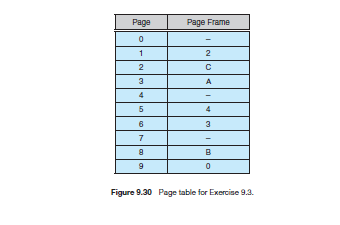 Page Page Frame
0 –
1 2
2 C
3 A
4 –
5 4
6 3
7 –
8 B
9 0
Figure 9.30 Page table for Exercise 9.3.